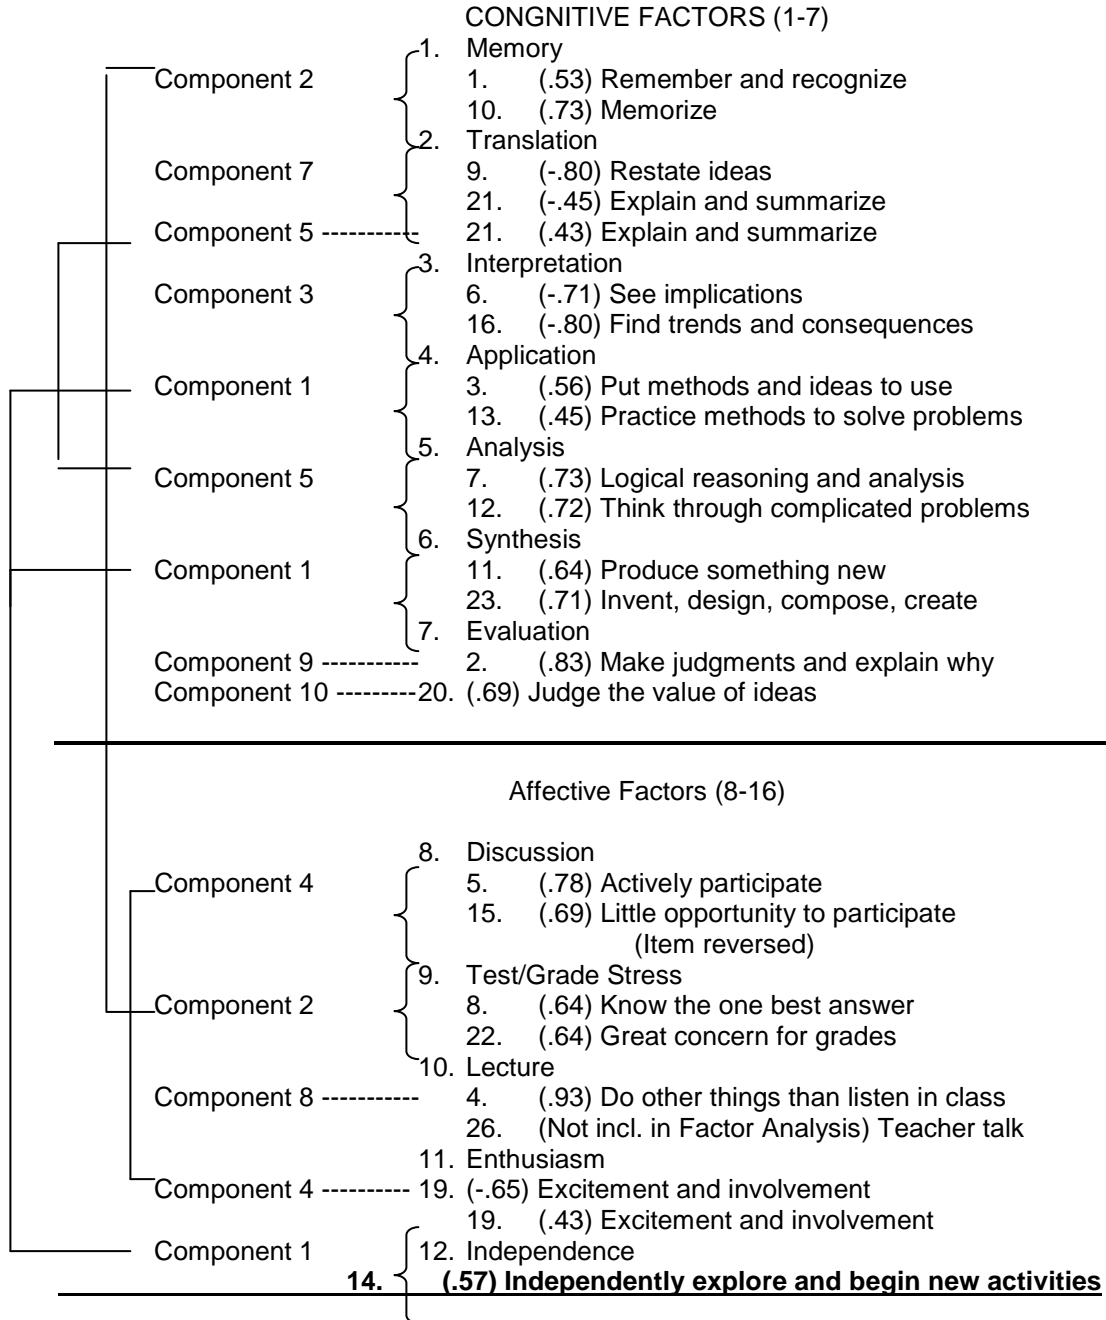 CONGNITIVE FACTORS (1-7)
1. Memory
Component 2 1. (.53) Remember and recognize
10. (.73) Memorize
2. Translation
Component 7 9. (-.80) Restate ideas
21. (-.45) Explain and summarize
Component 5 ----------- 21. (.43) Explain and summarize
3. Interpretation
Component 3 6. (-.71) See implications
16. (-.80) Find trends and consequences
4. Application
Component 1 3. (.56) Put methods and ideas to use
13. (.45) Practice methods to solve problems
5. Analysis
Component 5 7. (.73) Logical reasoning and analysis
12. (.72) Think through complicated problems
6. Synthesis
Component 1 11. (.64) Produce something new
23. (.71) Invent, design, compose, create
7. Evaluation
Component 9 ----------- 2. (.83) Make judgments and explain why
Component 10 --------- 20. (.69) Judge the value of ideas
Affective Factors (8-16)
8. Discussion
Component 4 5. (.78) Actively participate
15. (.69) Little opportunity to participate
(Item reversed)
9. Test/Grade Stress
Component 2 8. (.64) Know the one best answer
22. (.64) Great concern for grades
10. Lecture
Component 8 ----------- 4. (.93) Do other things than listen in class
26. (Not incl. in Factor Analysis) Teacher talk
11. Enthusiasm
Component 4 ---------- 19. (-.65) Excitement and involvement
19. (.43) Excitement and involvement
Component 1 12. Independence
14. (.57) Independently explore and begin new activities